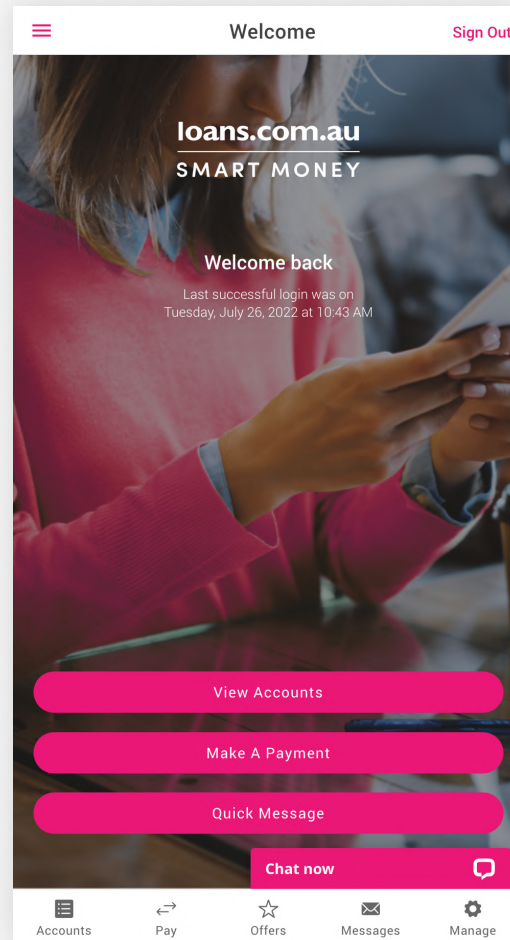 Welcome
Sign Out
loans.com.au
SMART MONEY
Welcome back
Last successful login was on
Tuesday, July 26, 2022 at 10:43 AM
View Accounts
Make A Payment
Quick Message
Chat now
Accounts
Pay
Offers
Messages
Manage